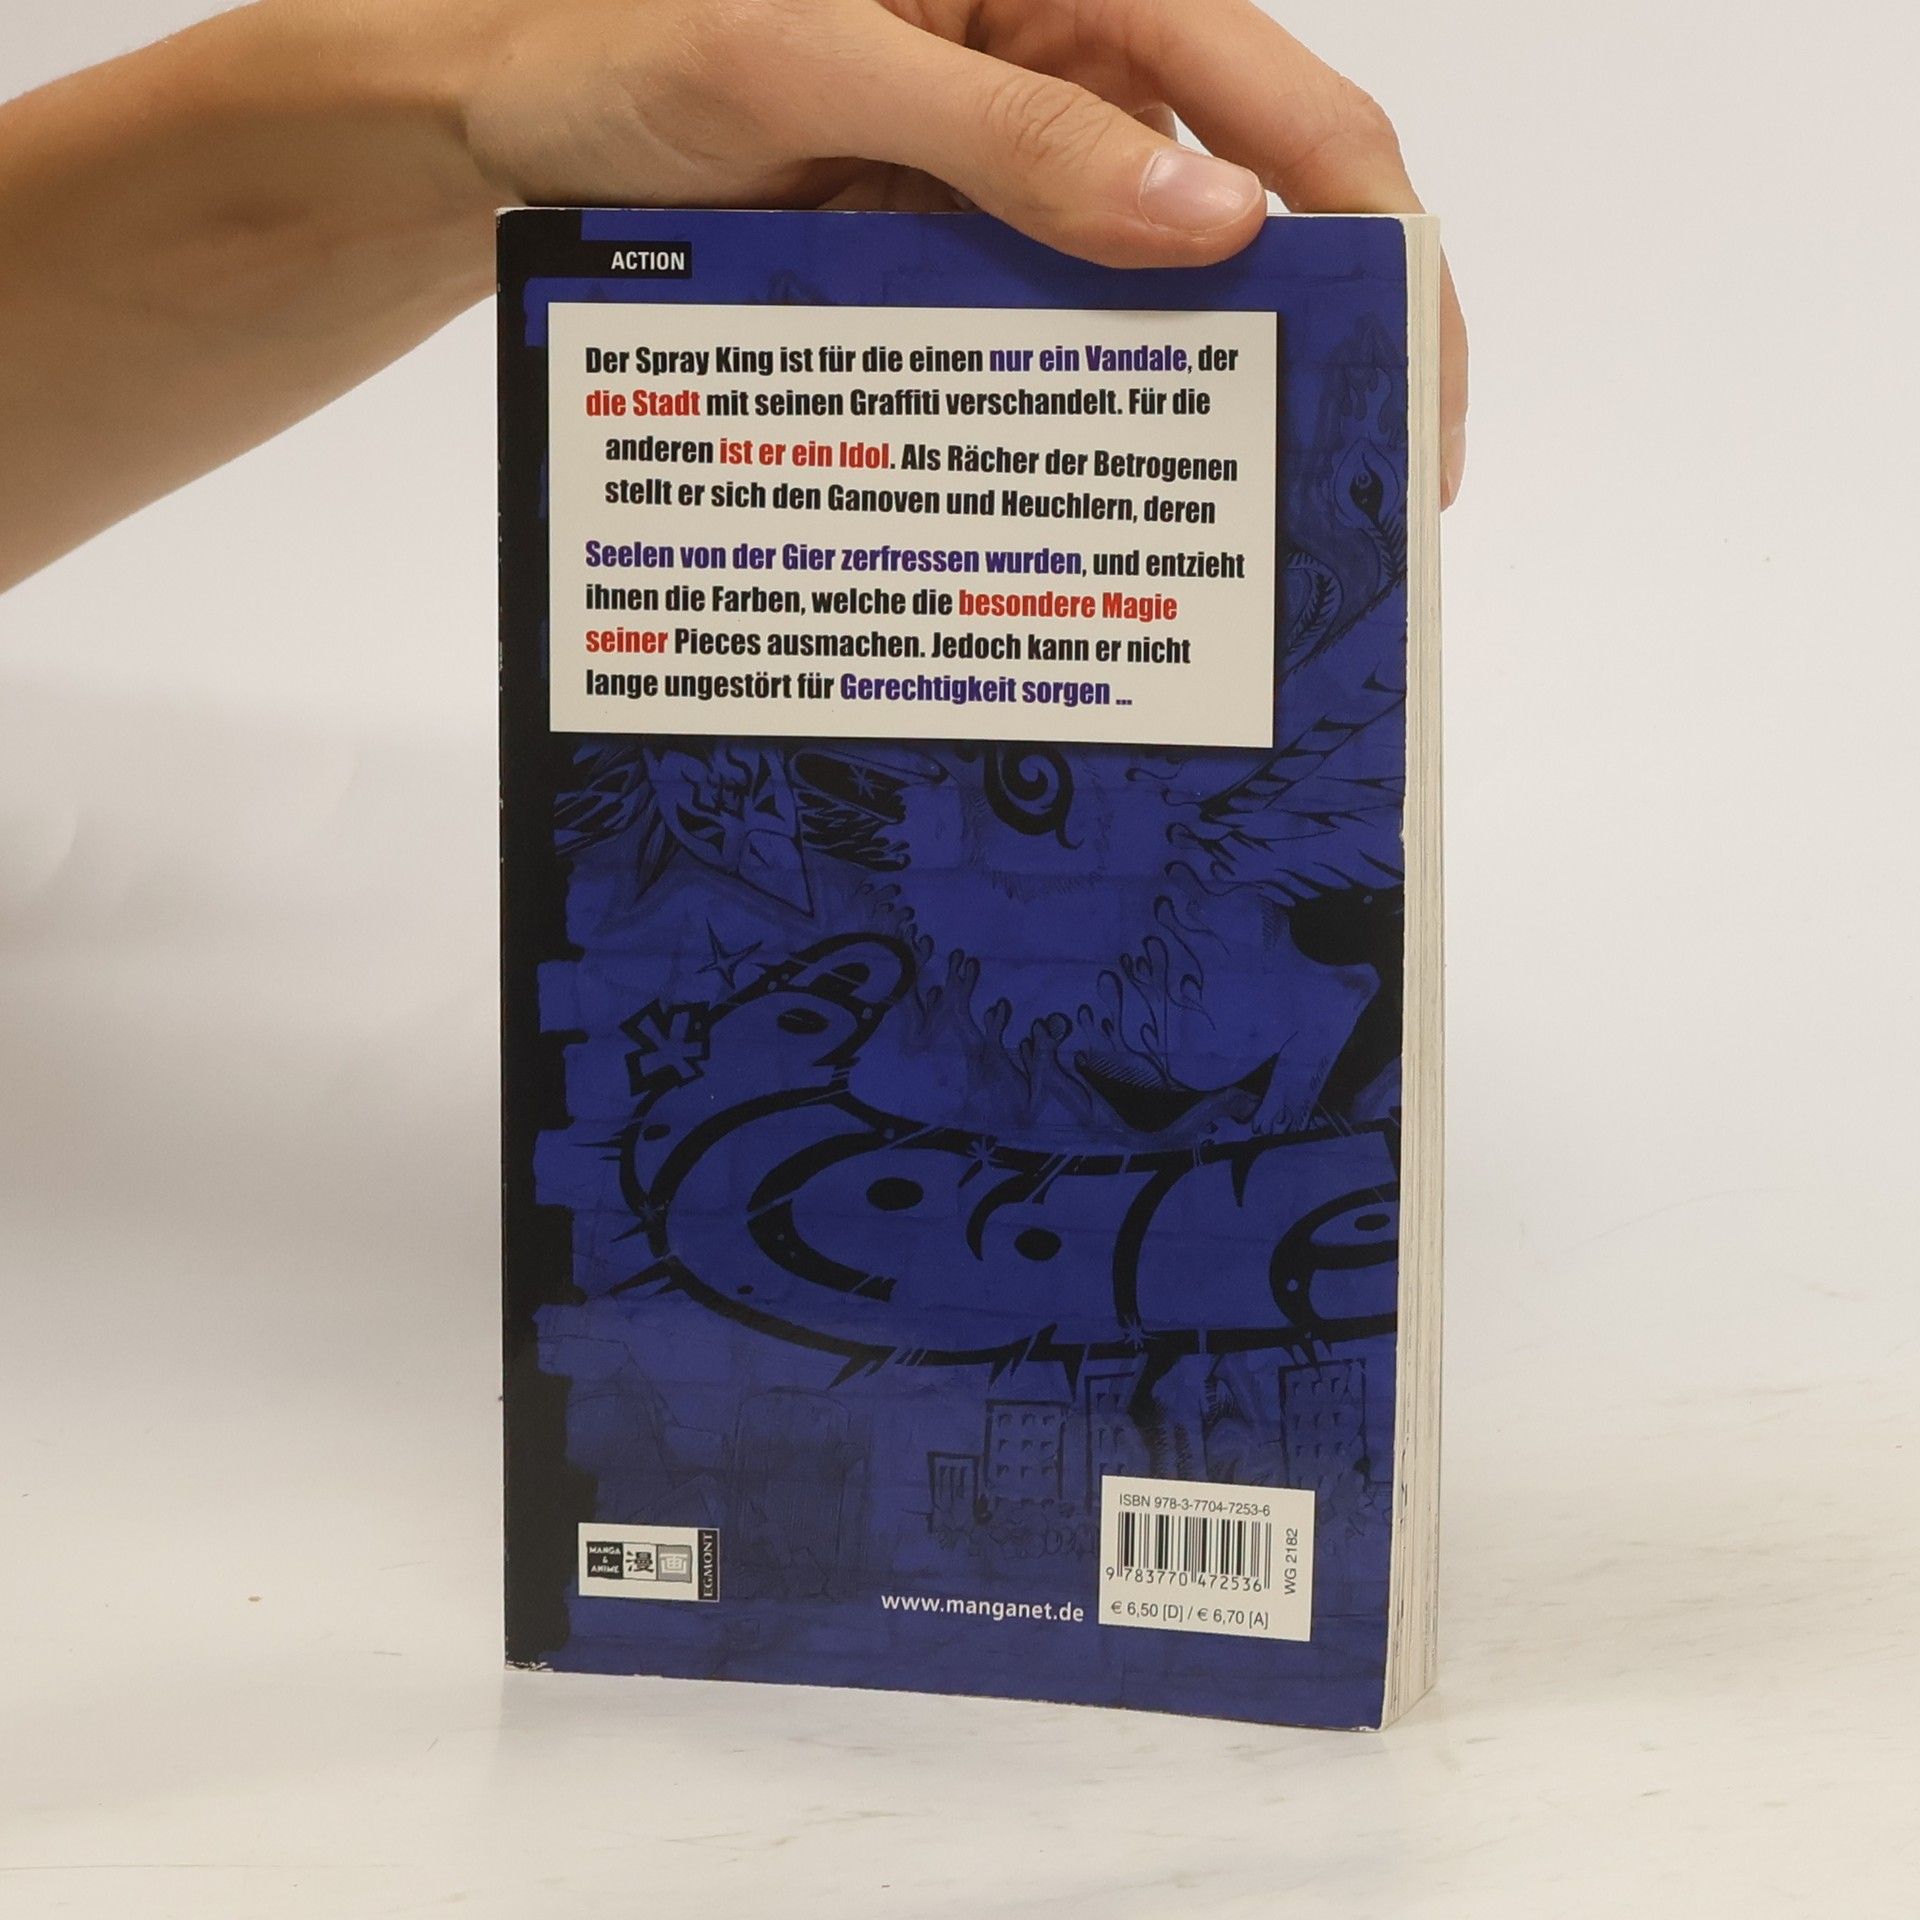 ACTION
Der Spray King ist für die einen nur ein Vandale, der
die Stadt mit seinen Graffiti verschandelt. Für die
anderen ist er ein Idol. Als Rächer der Betrogenen
stellt er sich den Ganoven und Heuchlern, deren
Seelen von der Gier zerfressen wurden, und entzieht
ihnen die Farben, welche die besondere Magie
seiner Pieces ausmachen. Jedoch kann er nicht
lange ungestört für Gerechtigkeit sorgen ...
MANGA
&
ANIME
漫画
EGMONT
www.manganet.de
ISBN 978-3-7704-7253-6
9 783770 472536
WG 2182
€ 6,50 [D] / € 6,70 [A]